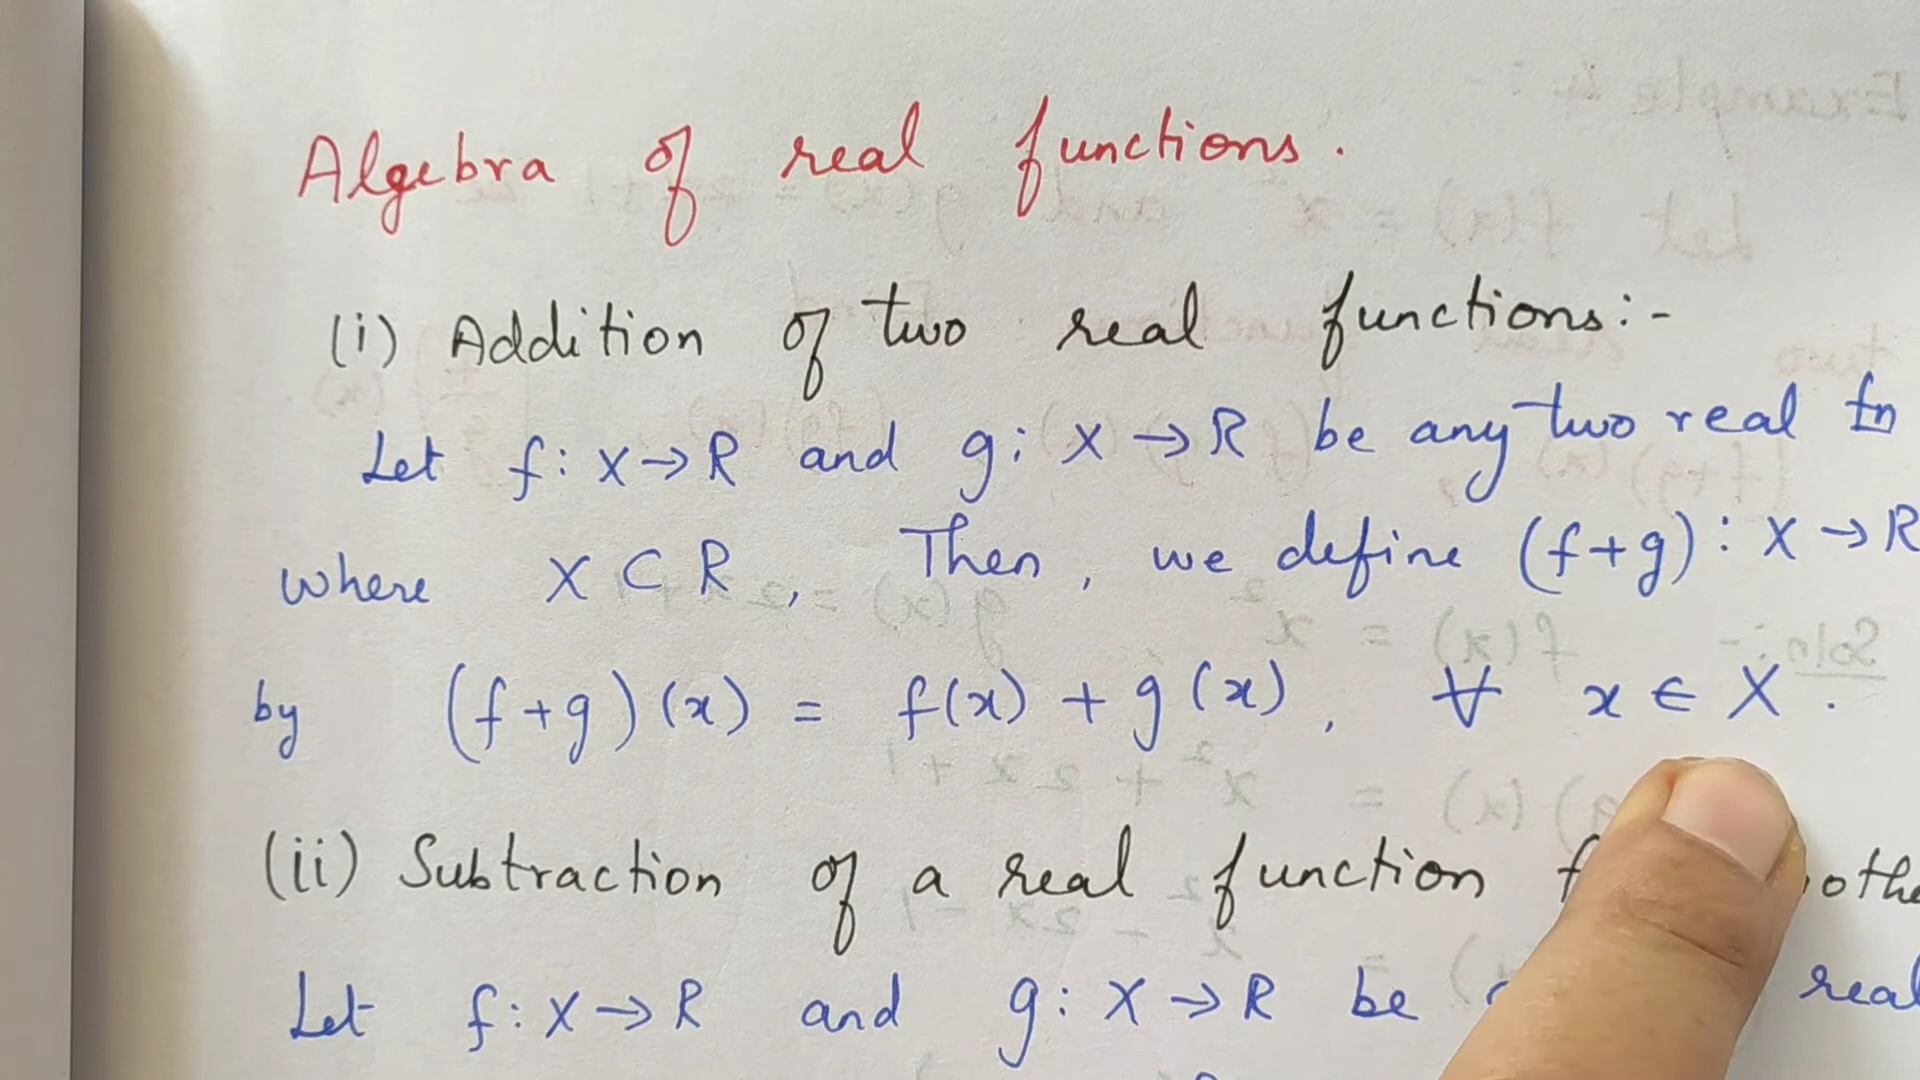 Algebra of real functions.
(i) Addition of two real functions:-
Let f: X→R and g: X→R be any two real fn
where X ⊂ R, Then, we define (f+g): X→R
by (f+g)(x) = f(x) + g(x), ∀ x ∈ X.
(ii) Subtraction of a real function
Let f: X→R and g: X→R be real